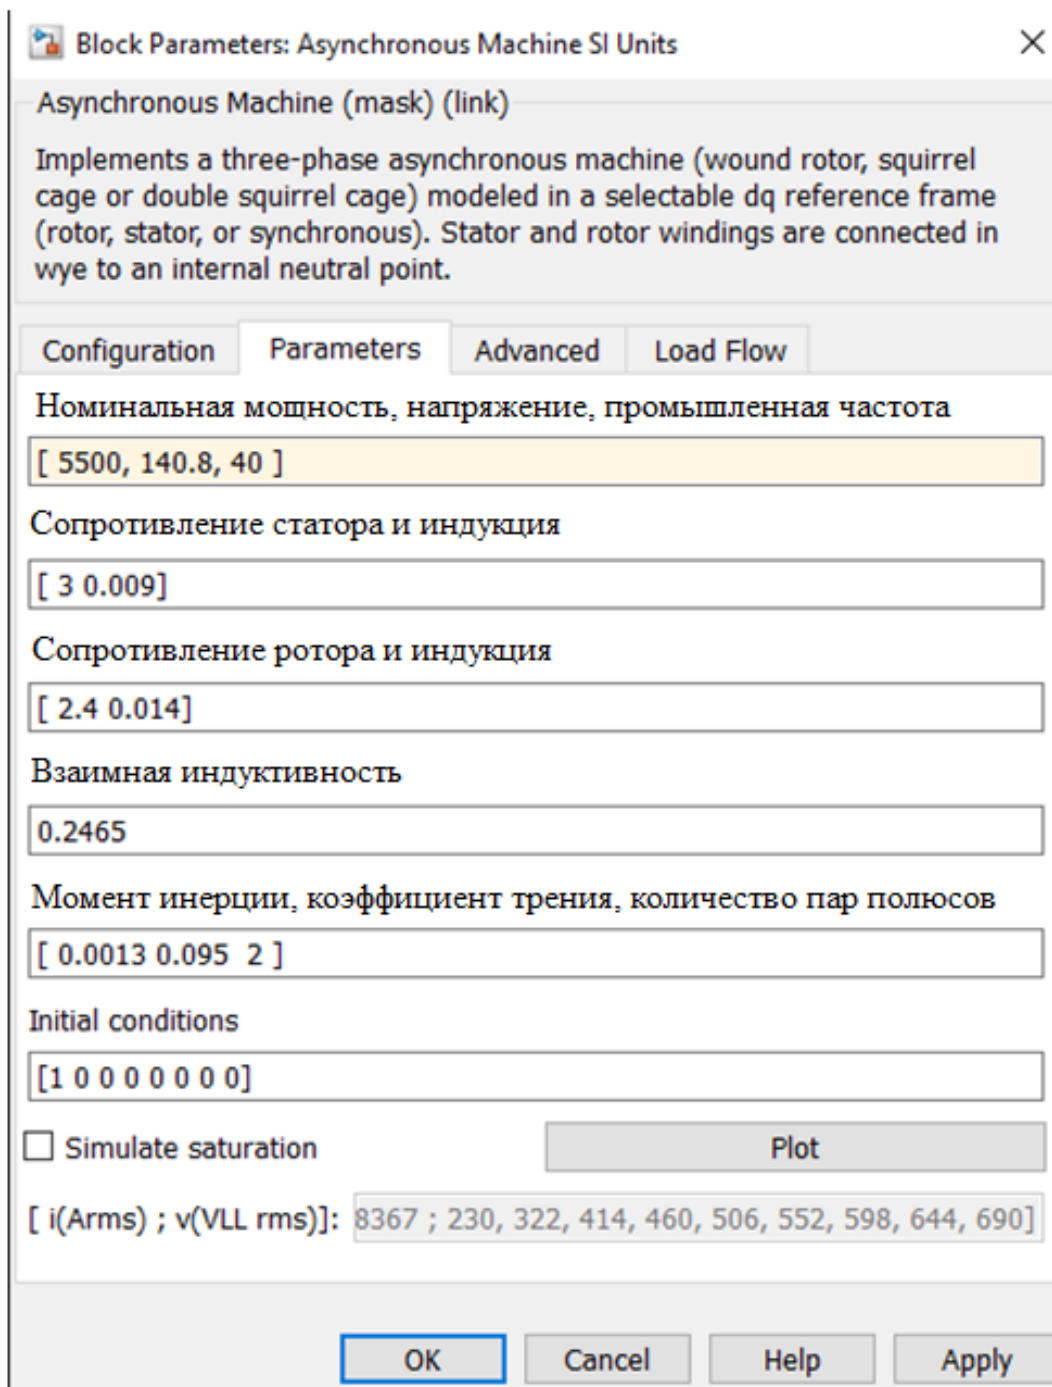 Block Parameters: Asynchronous Machine SI Units
Asynchronous Machine (mask) (link)
Implements a three-phase asynchronous machine (wound rotor, squirrel
cage or double squirrel cage) modeled in a selectable dq reference frame
(rotor, stator, or synchronous). Stator and rotor windings are connected in
wye to an internal neutral point.
Configuration Parameters Advanced Load Flow
Номинальная мощность, напряжение, промышленная частота
[ 5500, 140.8, 40 ]
Сопротивление статора и индукция
[ 3 0.009]
Сопротивление ротора и индукция
[ 2.4 0.014]
Взаимная индуктивность
0.2465
Момент инерции, коэффициент трения, количество пар полюсов
[ 0.0013 0.095  2 ]
Initial conditions
[1 0 0 0 0 0 0 0]
Simulate saturation Plot
[ i(Arms) ; v(VLL rms)]: 8367 ; 230, 322, 414, 460, 506, 552, 598, 644, 690]
OK Cancel Help Apply